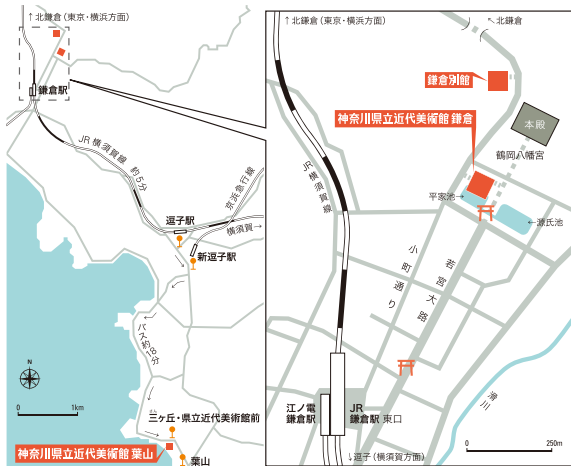 ↑北鎌倉(東京・横浜方面)
鎌倉駅
JR横須賀線 約5分
京浜急行線
逗子駅
横須賀→
新逗子駅
バス約18分
N
0 1km
三ヶ丘・県立近代美術館前
神奈川県立近代美術館 葉山
葉山
↑北鎌倉(東京・横浜方面)
↖北鎌倉
鎌倉別館
神奈川県立近代美術館 鎌倉
本殿
鶴岡八幡宮
JR横須賀線
平家池→
←源氏池
小町通り
若宮大路
滑川
江ノ電
鎌倉駅
JR
鎌倉駅 東口
↓逗子(横須賀方面)
0 250m